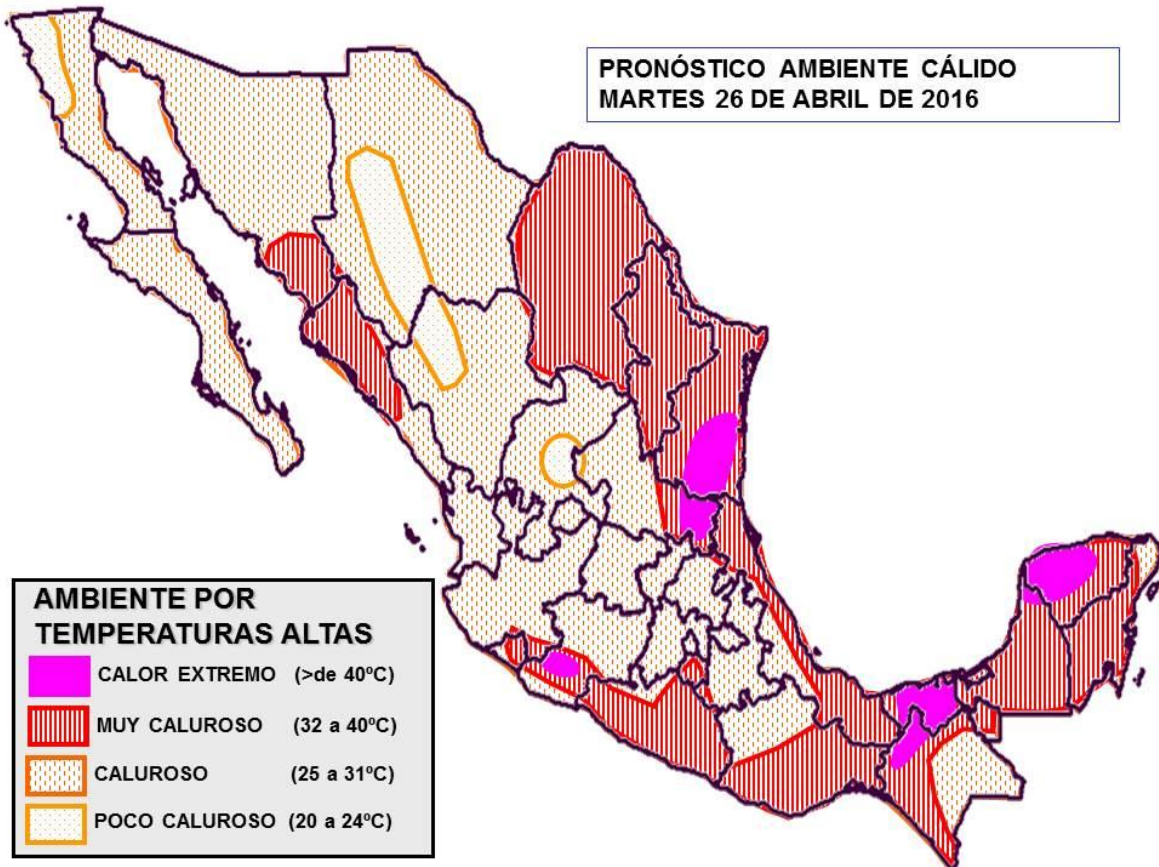 PRONÓSTICO AMBIENTE CÁLIDO
MARTES 26 DE ABRIL DE 2016
AMBIENTE POR
TEMPERATURAS ALTAS
CALOR EXTREMO (>de 40ºC)
MUY CALUROSO (32 a 40ºC)
CALUROSO (25 a 31ºC)
POCO CALUROSO (20 a 24ºC)